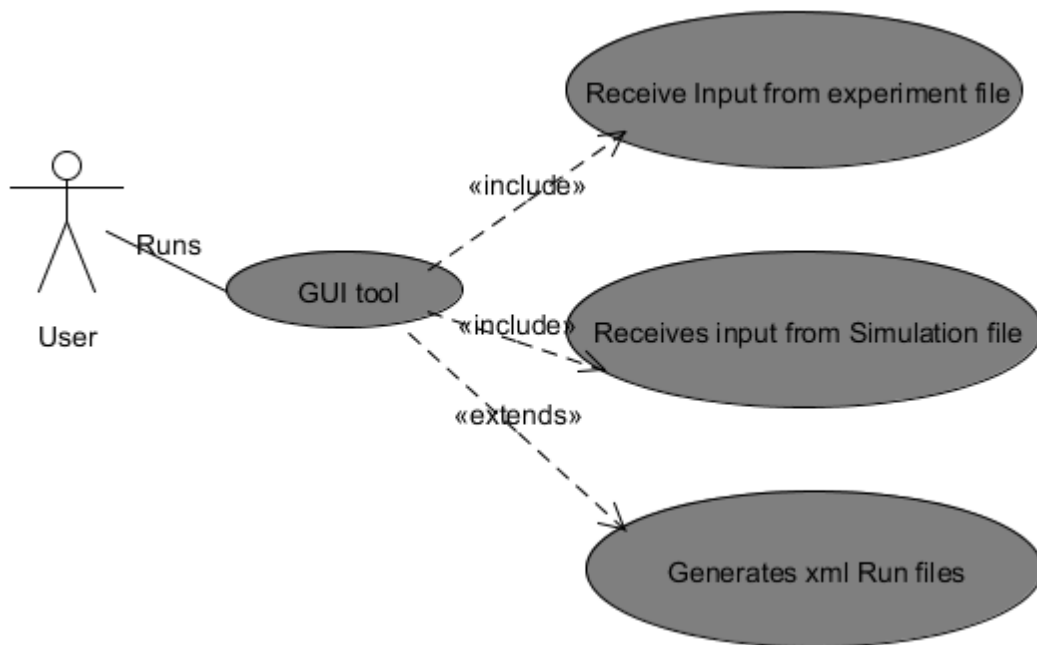 Receive Input from experiment file
«include»
Runs
GUI tool
User
«include»
Receives input from Simulation file
«extends»
Generates xml Run files